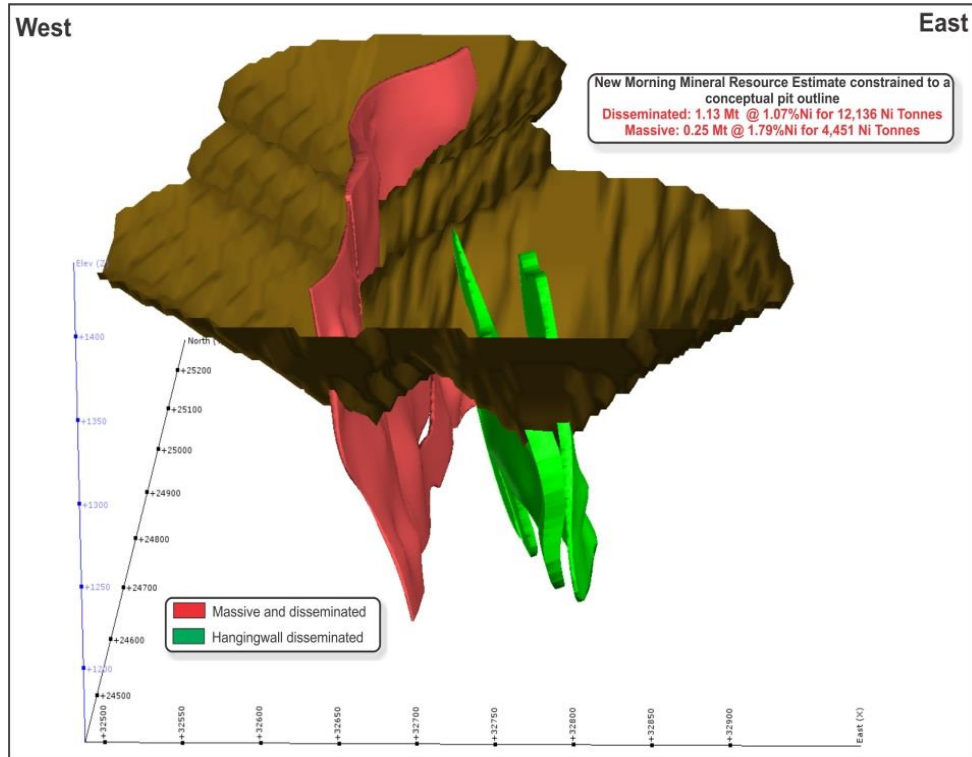 West
East
New Morning Mineral Resource Estimate constrained to a
conceptual pit outline
Disseminated: 1.13 Mt @ 1.07%Ni for 12,136 Ni Tonnes
Massive: 0.25 Mt @ 1.79%Ni for 4,451 Ni Tonnes
Elev (Z
+1400
+1350
+1300
+1250
+1200
North (
+25200
+25100
+25000
+24900
+24800
+24700
+24600
+24500
Massive and disseminated
Hangingwall disseminated
+32500
+32550
+32600
+32650
+32700
+32750
+32800
+32850
+32900
East (X)